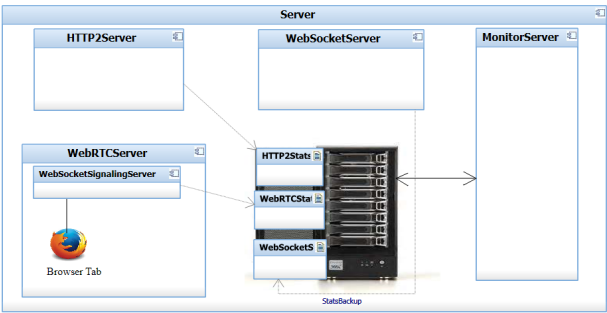 Server
HTTP2Server
WebSocketServer
MonitorServer
WebRTCServer
WebSocketSignalingServer
Browser Tab
HTTP2Stats
WebRTCStat
WebSocketS
StatsBackup